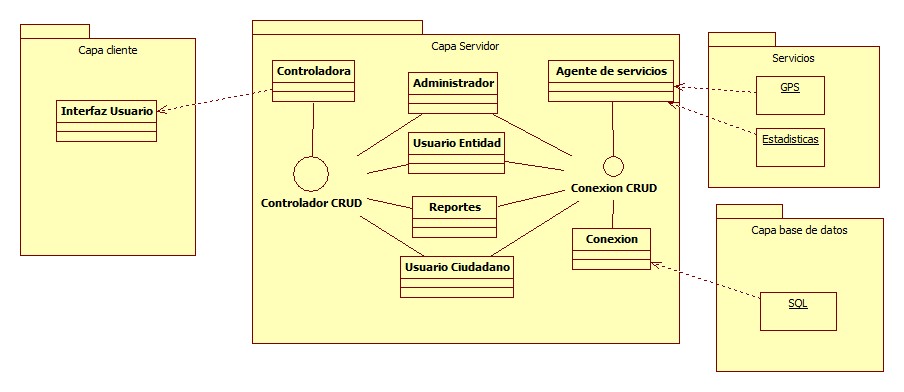 Capa cliente
Interfaz Usuario
Capa Servidor
Controladora
Administrador
Agente de servicios
Usuario Entidad
Controlador CRUD
Conexion CRUD
Reportes
Conexion
Usuario Ciudadano
Servicios
GPS
Estadisticas
Capa base de datos
SQL